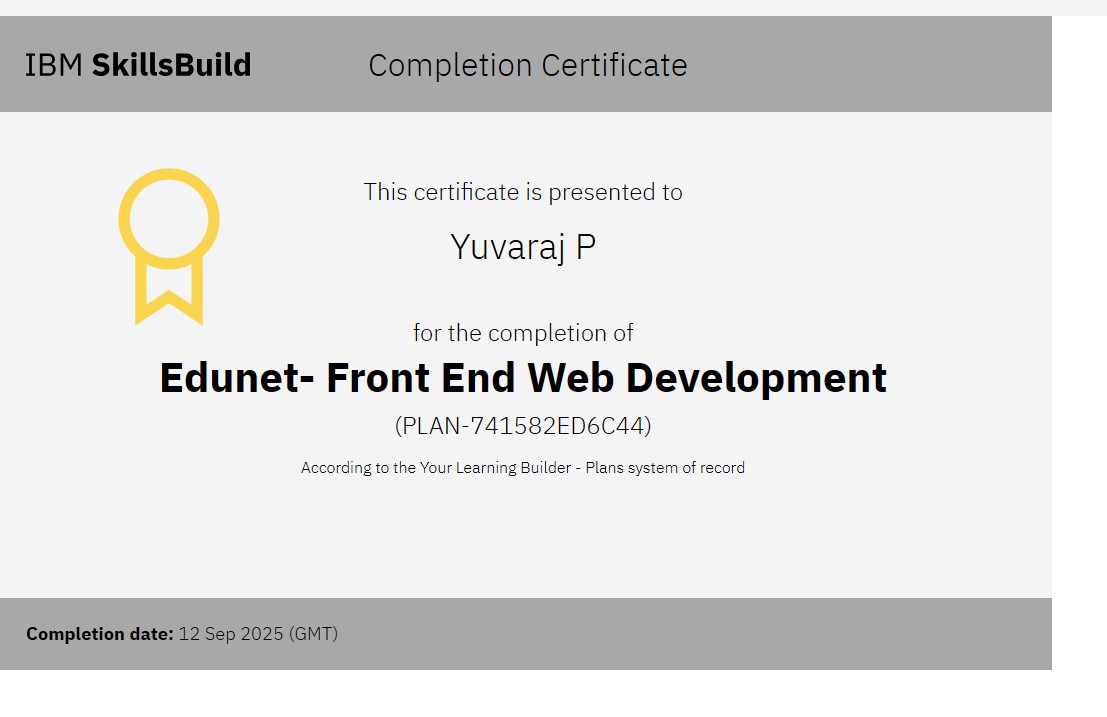 IBM SkillsBuild
Completion Certificate
This certificate is presented to
Yuvaraj P
for the completion of
Edunet- Front End Web Development
(PLAN-741582ED6C44)
According to the Your Learning Builder - Plans system of record
Completion date: 12 Sep 2025 (GMT)